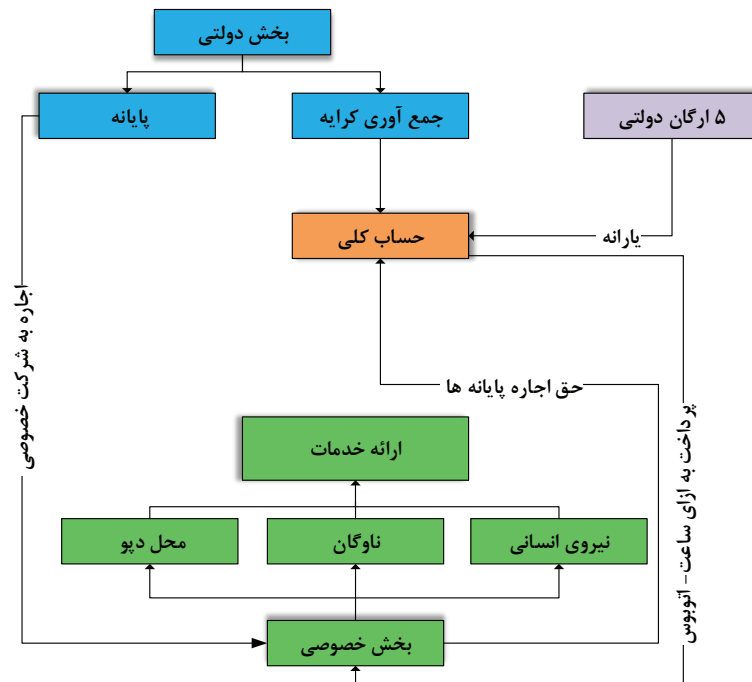 بخش دولتی
۵ ارگان دولتی
جمع آوری کرایه
پایانه
حساب کلی
یارانه
اجاره به شرکت خصوصی
حق اجاره پایانه ها
پرداخت به ازای ساعت - اتوبوس
ارائه خدمات
نیروی انسانی
ناوگان
محل دپو
بخش خصوصی